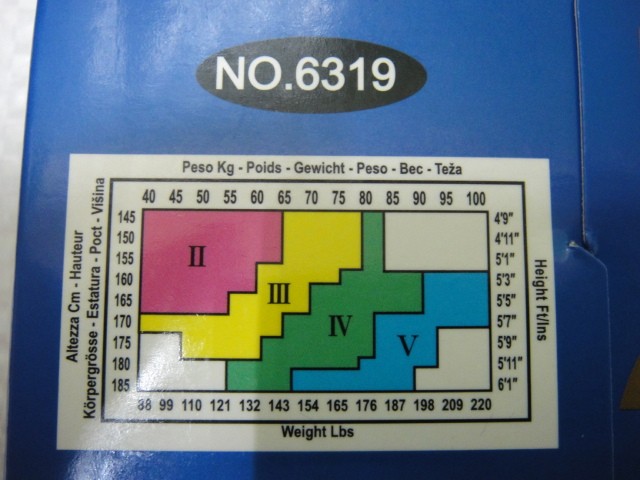 NO.6319
Peso Kg - Poids - Gewicht - Peso - Bec - Teža
40 45 50 55 60 65 70 75 80 85 90 95 100
Altezza Cm - Hauteur
Körpergrösse - Estatura - Poct - Višina
145 4'9"
150 4'11"
155 5'1"
160 5'3"
165 5'5"
170 5'7"
175 5'9"
180 5'11"
185 6'1"
II
III
IV
V
Height Ft/Ins
88 99 110 121 132 143 154 165 176 187 198 209 220
Weight Lbs